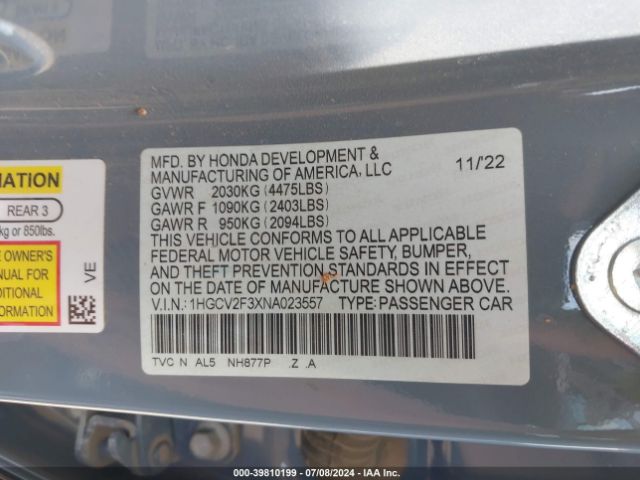 MATION
REAR 3
kg or 850lbs.
E OWNER'S
NUAL FOR
DITIONAL
ORMATION
VE
MFD. BY HONDA DEVELOPMENT &
MANUFACTURING OF AMERICA, LLC 11/'22
GVWR 2030KG (4475LBS)
GAWR F 1090KG (2403LBS)
GAWR R 950KG (2094LBS)
THIS VEHICLE CONFORMS TO ALL APPLICABLE
FEDERAL MOTOR VEHICLE SAFETY, BUMPER,
AND THEFT PREVENTION STANDARDS IN EFFECT
ON THE DATE OF MANUFACTURE SHOWN ABOVE.
V.I.N.: 1HGCV2F3XNA023557 TYPE: PASSENGER CAR
TVC N AL5 NH877P .Z .A
000-39810199 | 07/08/2024 | IAA Inc.